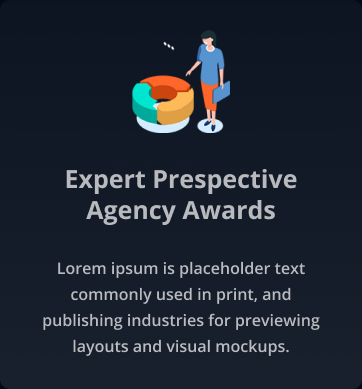 Expert Prespective
Agency Awards
Lorem ipsum is placeholder text
commonly used in print, and
publishing industries for previewing
layouts and visual mockups.